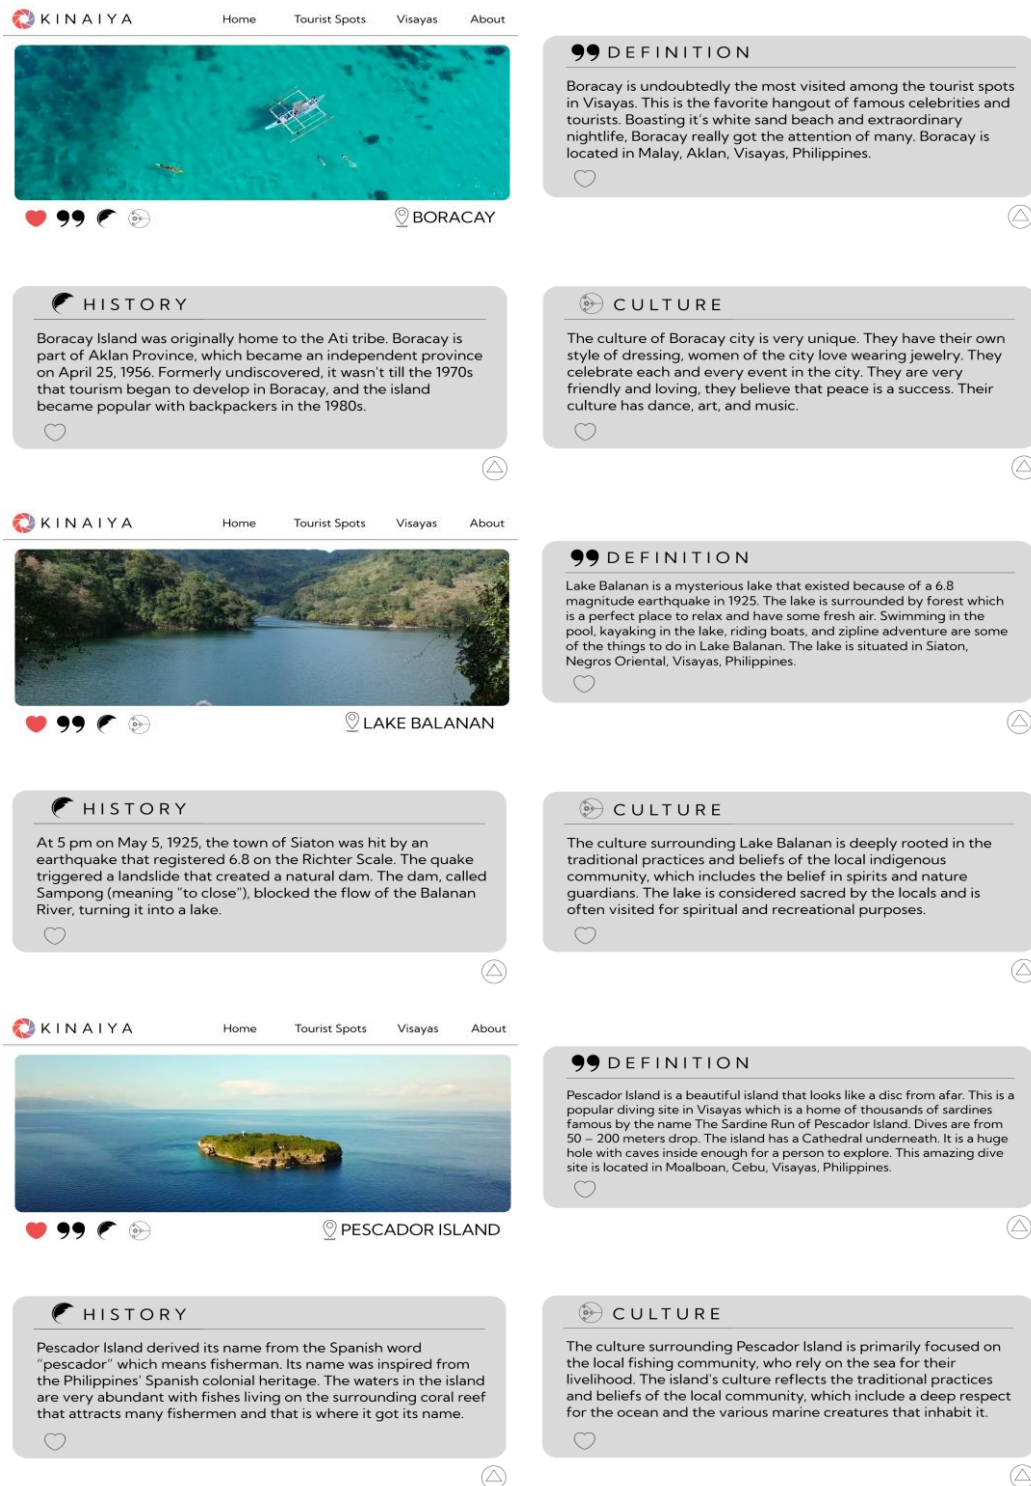 KINAIYA Home Tourist Spots Visayas About
BORACAY
DEFINITION
Boracay is undoubtedly the most visited among the tourist spots
in Visayas. This is the favorite hangout of famous celebrities and
tourists. Boasting it's white sand beach and extraordinary
nightlife, Boracay really got the attention of many. Boracay is
located in Malay, Aklan, Visayas, Philippines.
HISTORY
Boracay Island was originally home to the Ati tribe. Boracay is
part of Aklan Province, which became an independent province
on April 25, 1956. Formerly undiscovered, it wasn't till the 1970s
that tourism began to develop in Boracay, and the island
became popular with backpackers in the 1980s.
CULTURE
The culture of Boracay city is very unique. They have their own
style of dressing, women of the city love wearing jewelry. They
celebrate each and every event in the city. They are very
friendly and loving, they believe that peace is a success. Their
culture has dance, art, and music.
KINAIYA Home Tourist Spots Visayas About
LAKE BALANAN
DEFINITION
Lake Balanan is a mysterious lake that existed because of a 6.8
magnitude earthquake in 1925. The lake is surrounded by forest which
is a perfect place to relax and have some fresh air. Swimming in the
pool, kayaking in the lake, riding boats, and zipline adventure are some
of the things to do in Lake Balanan. The lake is situated in Siaton,
Negros Oriental, Visayas, Philippines.
HISTORY
At 5 pm on May 5, 1925, the town of Siaton was hit by an
earthquake that registered 6.8 on the Richter Scale. The quake
triggered a landslide that created a natural dam. The dam, called
Sampong (meaning "to close"), blocked the flow of the Balanan
River, turning it into a lake.
CULTURE
The culture surrounding Lake Balanan is deeply rooted in the
traditional practices and beliefs of the local indigenous
community, which includes the belief in spirits and nature
guardians. The lake is considered sacred by the locals and is
often visited for spiritual and recreational purposes.
KINAIYA Home Tourist Spots Visayas About
PESCADOR ISLAND
DEFINITION
Pescador Island is a beautiful island that looks like a disc from afar. This is a
popular diving site in Visayas which is a home of thousands of sardines
famous by the name The Sardine Run of Pescador Island. Dives are from
50 – 200 meters drop. The island has a Cathedral underneath. It is a huge
hole with caves inside enough for a person to explore. This amazing dive
site is located in Moalboan, Cebu, Visayas, Philippines.
HISTORY
Pescador Island derived its name from the Spanish word
"pescador" which means fisherman. Its name was inspired from
the Philippines' Spanish colonial heritage. The waters in the island
are very abundant with fishes living on the surrounding coral reef
that attracts many fishermen and that is where it got its name.
CULTURE
The culture surrounding Pescador Island is primarily focused on
the local fishing community, who rely on the sea for their
livelihood. The island's culture reflects the traditional practices
and beliefs of the local community, which include a deep respect
for the ocean and the various marine creatures that inhabit it.